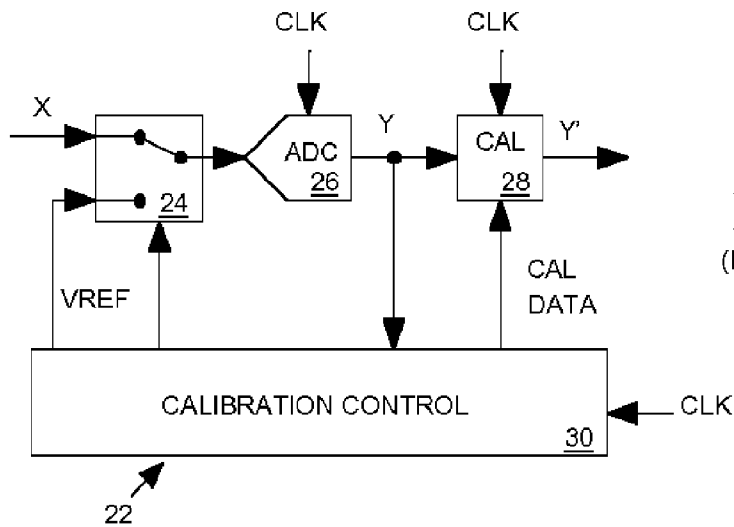 CLK CLK
X Y Y'
ADC CAL
26 28
24
VREF CAL
DATA
(
CALIBRATION CONTROL CLK
30
22